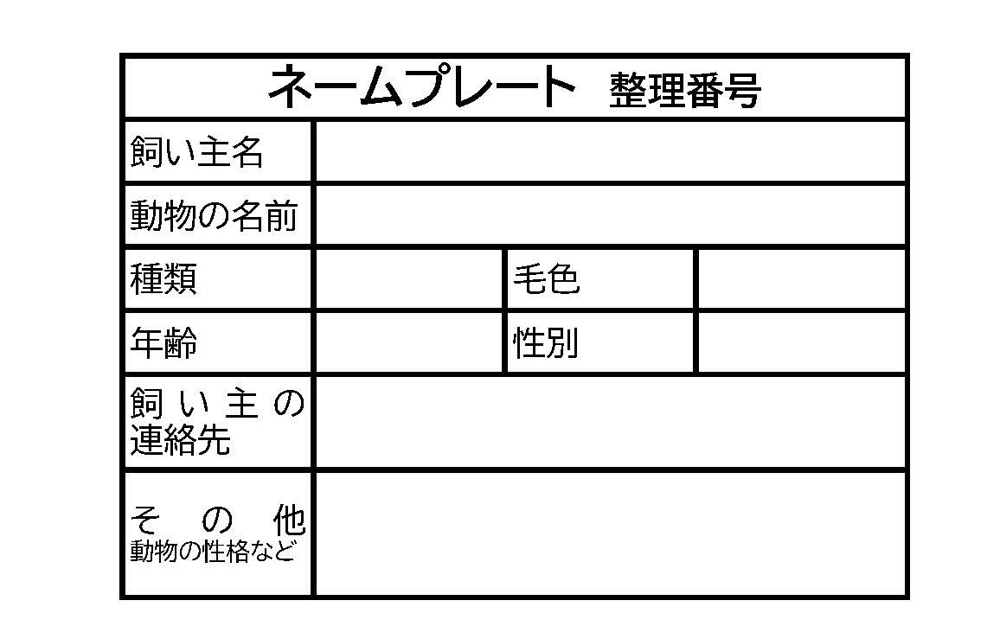 ネームプレート 整理番号
飼い主名
動物の名前
種類 毛色
年齢 性別
飼い主の
連絡先
その他
動物の性格など